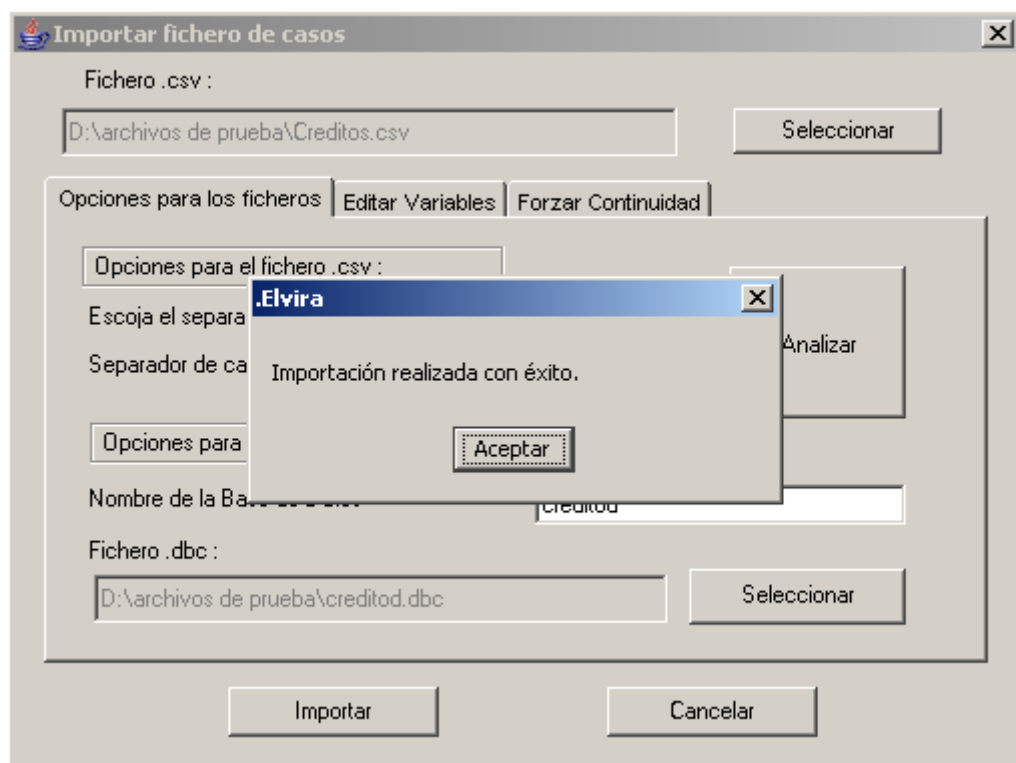 Importar fichero de casos
Fichero .csv :
D:\archivos de prueba\Creditos.csv
Seleccionar
Opciones para los ficheros
Editar Variables
Forzar Continuidad
Opciones para el fichero .csv :
.Elvira
Escoja el separa
Analizar
Separador de ca
Importación realizada con éxito.
Opciones para
Aceptar
Nombre de la Bas
creditod
Fichero .dbc :
D:\archivos de prueba\creditod.dbc
Seleccionar
Importar
Cancelar